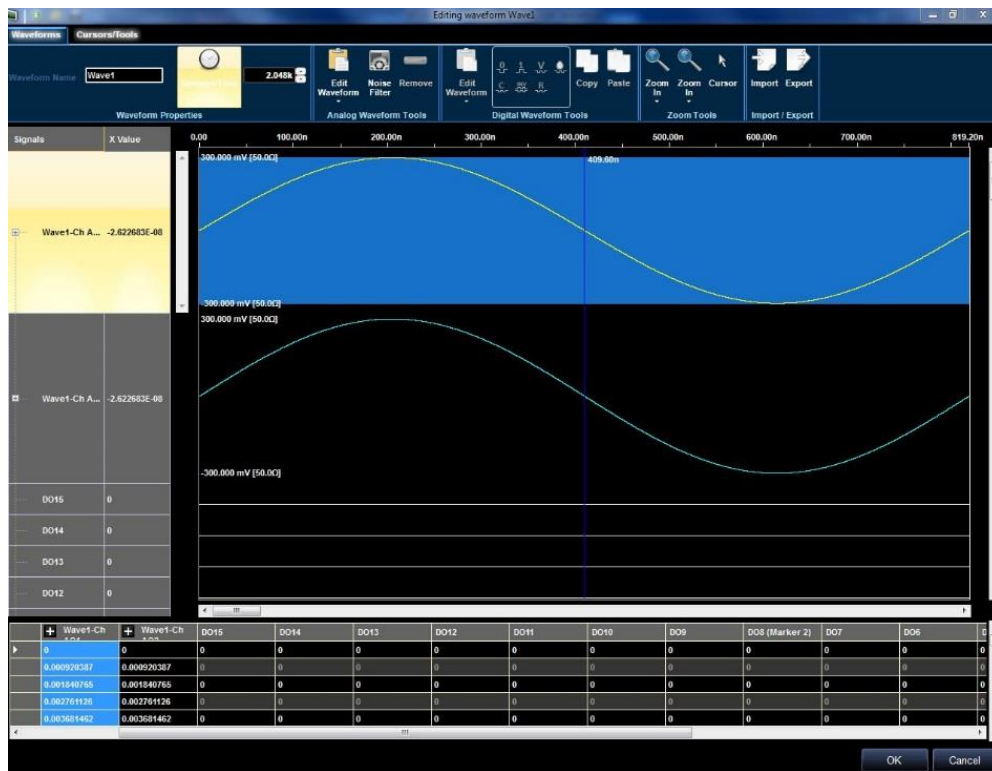 Editing waveform Wave1
Waveforms Cursors/Tools
Waveform Name Wave1 2.048k
Edit Waveform Noise Filter Remove Edit Waveform 0 1 C INV R Copy Paste Zoom In Zoom In Cursor Import Export
Waveform Properties Analog Waveform Tools Digital Waveform Tools Zoom Tools Import / Export
Signals X Value 0.00 100.00n 200.00n 300.00n 400.00n 500.00n 600.00n 700.00n 819.20n
300.000 mV [50.0Ω] 409.60n
Wave1-Ch A... -2.622683E-08
-300.000 mV [50.0Ω]
300.000 mV [50.0Ω]
Wave1-Ch A... -2.622683E-08
-300.000 mV [50.0Ω]
DO15 0
DO14 0
DO13 0
DO12 0
Wave1-Ch Wave1-Ch DO15 DO14 DO13 DO12 DO11 DO10 DO9 DO8 (Marker 2) DO7 DO6
0 0 0 0 0 0 0 0 0 0 0 0 0
0.000920387 0.000920387 0 0 0 0 0 0 0 0 0 0 0
0.001840765 0.001840765 0 0 0 0 0 0 0 0 0 0 0
0.002761126 0.002761126 0 0 0 0 0 0 0 0 0 0 0
0.003681462 0.003681462 0 0 0 0 0 0 0 0 0 0 0
OK Cancel